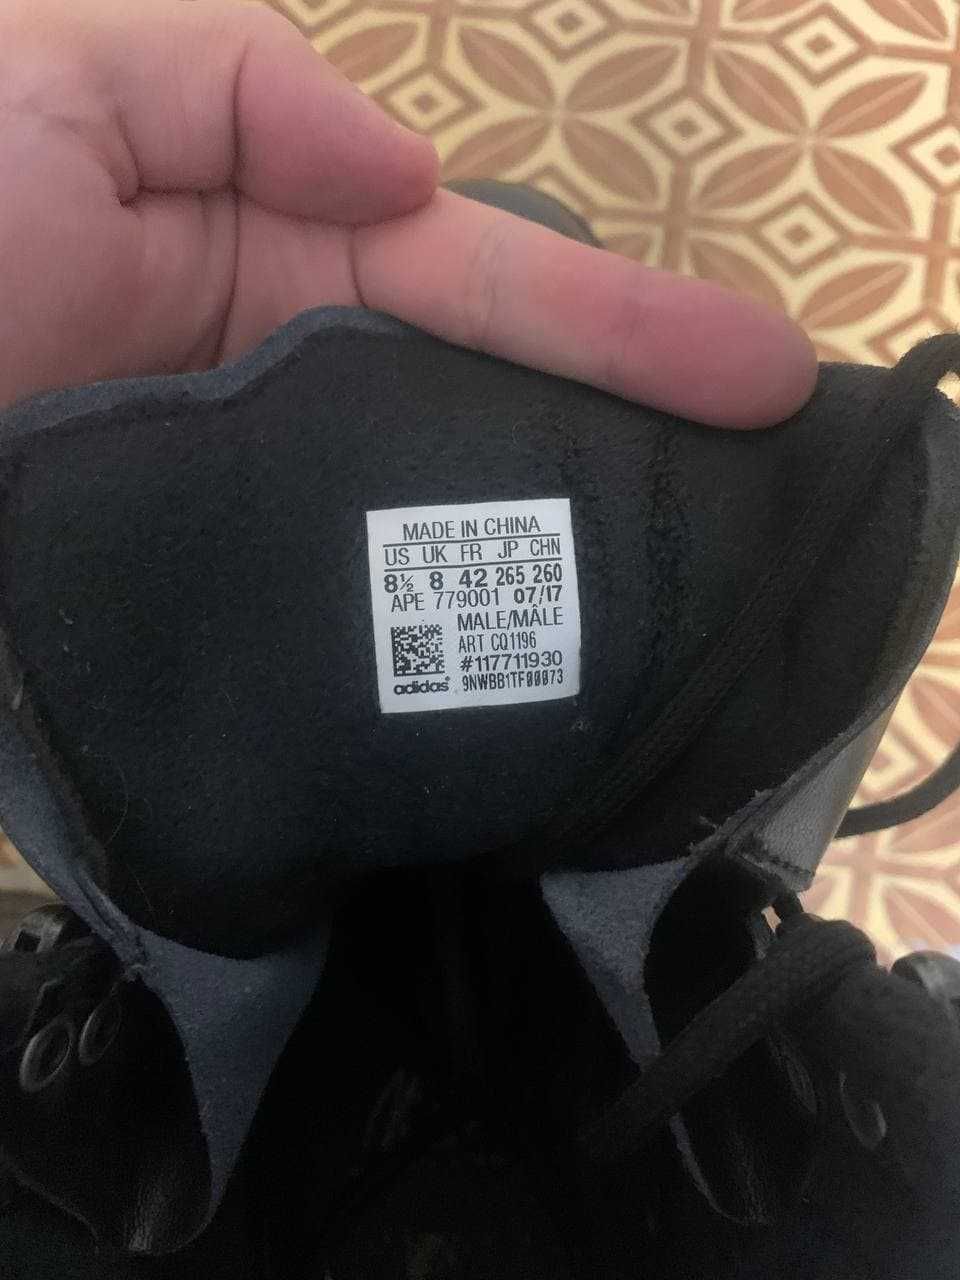 MADE IN CHINA
US UK FR JP CHN
8½ 8 42 265 260
APE 779001 07/17
MALE/MÂLE
ART CQ1196
#117711930
adidas® 9NWBB1TF00073